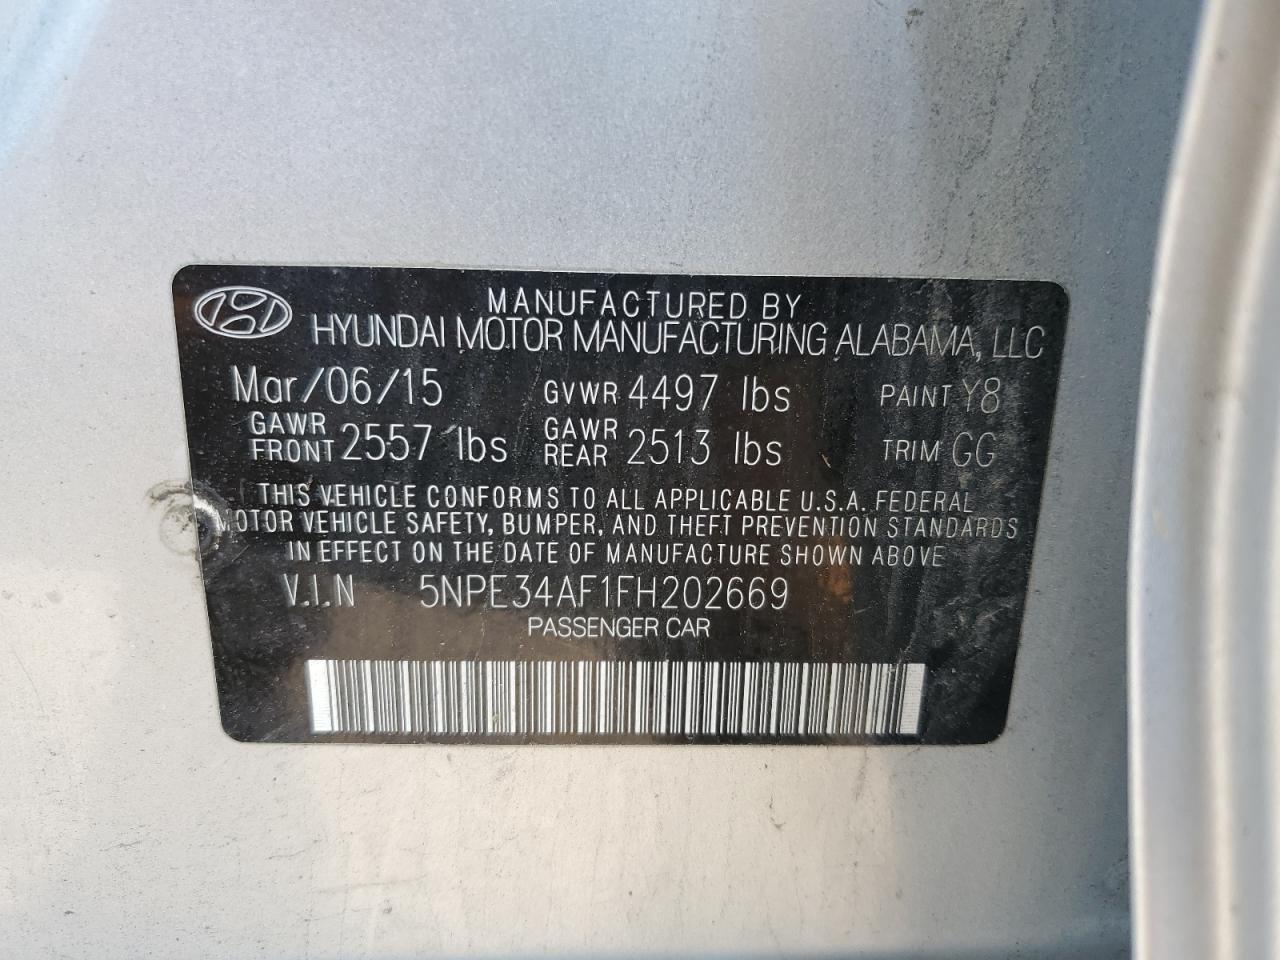 MANUFACTURED BY
HYUNDAI MOTOR MANUFACTURING ALABAMA, LLC
Mar/06/15 GVWR 4497 lbs PAINT Y8
GAWR FRONT 2557 lbs GAWR REAR 2513 lbs TRIM GG
THIS VEHICLE CONFORMS TO ALL APPLICABLE U.S.A. FEDERAL
MOTOR VEHICLE SAFETY, BUMPER, AND THEFT PREVENTION STANDARDS
IN EFFECT ON THE DATE OF MANUFACTURE SHOWN ABOVE
V.I.N 5NPE34AF1FH202669
PASSENGER CAR